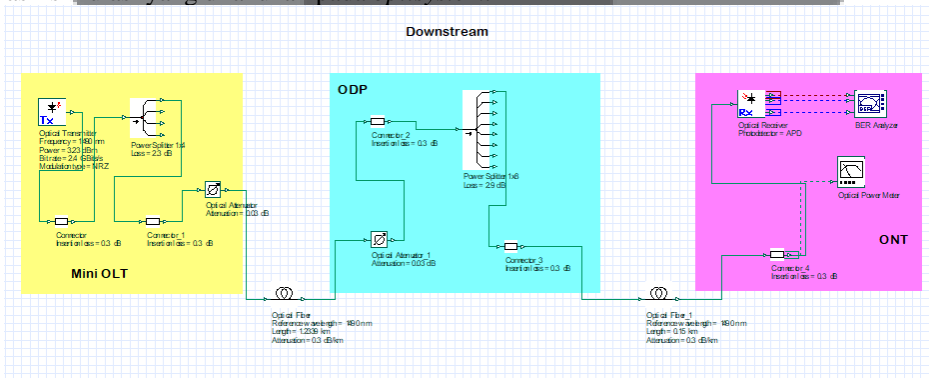 Downstream
Mini OLT
Tx
Optical Transmitter
Frequency = 1490 nm
Power = 3.23 dBm
Bit rate = 2.4 GBits/s
Modulation type = NRZ
Power Splitter 1x4
Loss = 2.3 dB
Connector
Insertion loss = 0.3 dB
Connector_1
Insertion loss = 0.3 dB
Optical Attenuator
Attenuation = 0.03 dB
Optical Fiber
Reference wavelength = 1490 nm
Attenuation = 0.3 dB/km
ODP
Connector_2
Insertion loss = 0.3 dB
Optical Attenuator_1
Attenuation = 0.03 dB
Power Splitter 1x8
Loss = 2.9 dB
Connector_3
Insertion loss = 0.3 dB
Optical Fiber_1
Reference wavelength = 1490 nm
Length = 0.15 km
Attenuation = 0.3 dB/km
ONT
Rx
Optical Receiver
Photodetector = APD
BER Analyzer
Optical Power Meter
Connector_4
Insertion loss = 0.3 dB